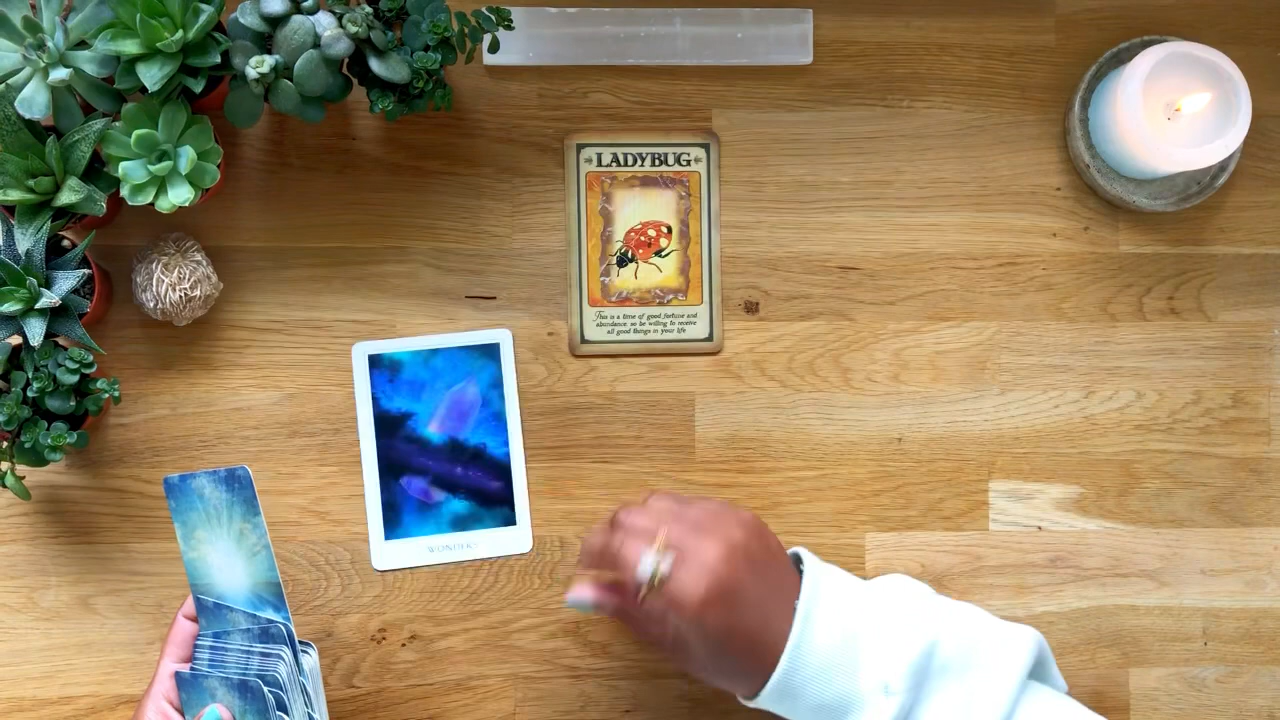 LADYBUG
This is a time of good fortune and
abundance, so be willing to receive
all good things in your life
WONDERS